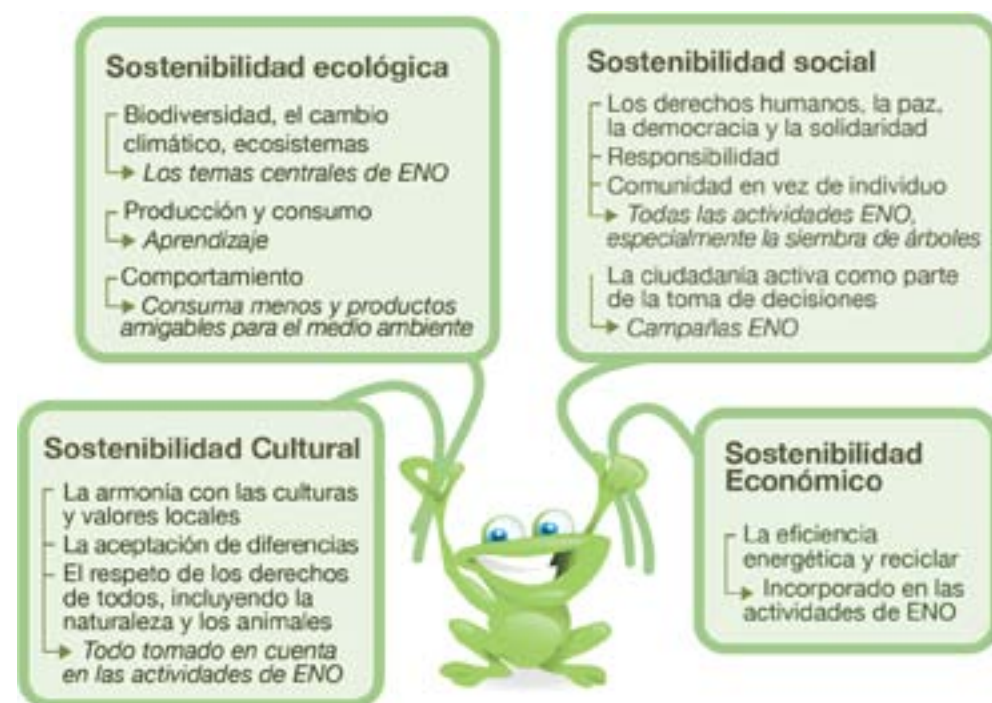 Sostenibilidad ecológica
Biodiversidad, el cambio
climático, ecosistemas
Los temas centrales de ENO
Producción y consumo
Aprendizaje
Comportamiento
Consuma menos y productos
amigables para el medio ambiente
Sostenibilidad social
Los derechos humanos, la paz,
la democracia y la solidaridad
Responsibilidad
Comunidad en vez de individuo
Todas las actividades ENO,
especialmente la siembra de árboles
La ciudadanía activa como parte
de la toma de decisiones
Campañas ENO
Sostenibilidad Cultural
La armonía con las culturas
y valores locales
La aceptación de diferencias
El respeto de los derechos
de todos, incluyendo la
naturaleza y los animales
Todo tomado en cuenta
en las actividades de ENO
Sostenibilidad
Económico
La eficiencia
energética y reciclar
Incorporado en las
actividades de ENO